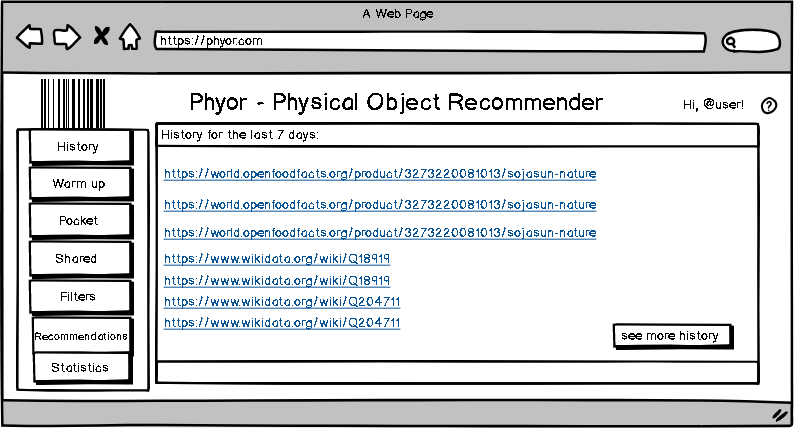 A Web Page
https://phyor.com
Phyor - Physical Object Recommender
Hi, @user!
?
History
Warm up
Pocket
Shared
Filters
Recommendations
Statistics
History for the last 7 days:
https://world.openfoodfacts.org/product/3273220081013/sojasun-nature
https://world.openfoodfacts.org/product/3273220081013/sojasun-nature
https://world.openfoodfacts.org/product/3273220081013/sojasun-nature
https://www.wikidata.org/wiki/Q18919
https://www.wikidata.org/wiki/Q18919
https://www.wikidata.org/wiki/Q204711
https://www.wikidata.org/wiki/Q204711
see more history